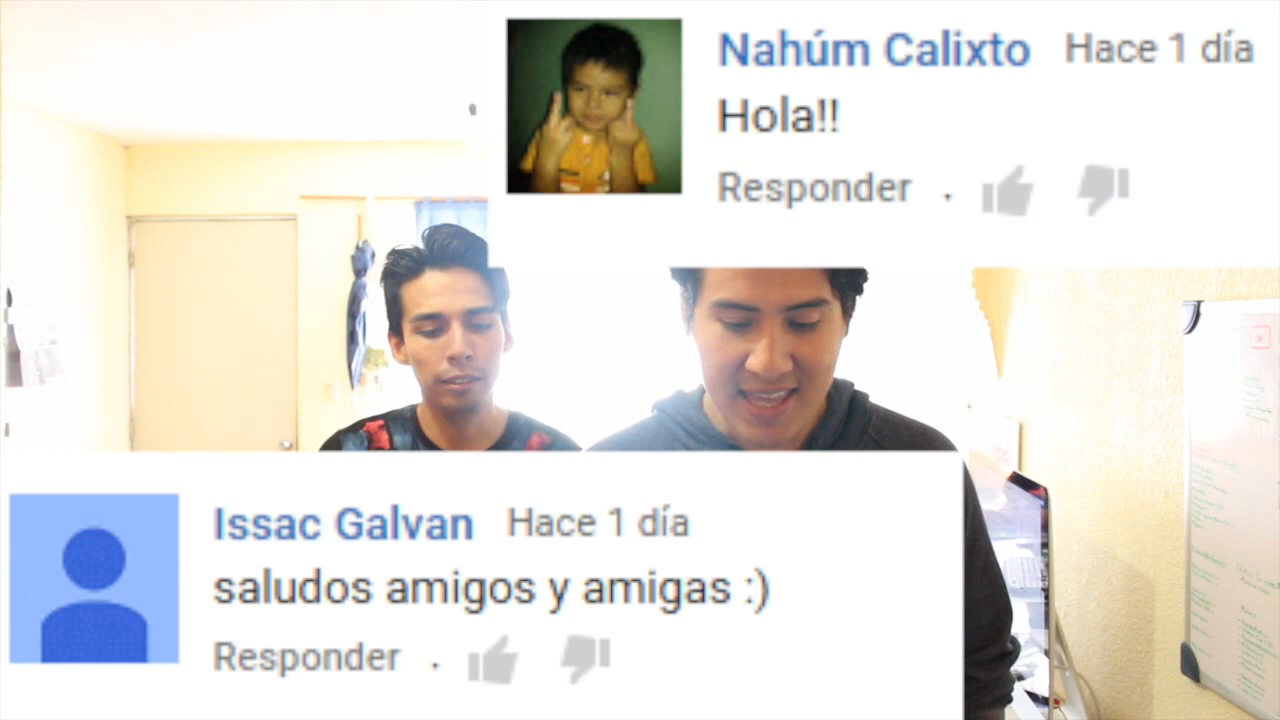 Nahúm Calixto Hace 1 día
Hola!!
Responder .
Issac Galvan Hace 1 día
saludos amigos y amigas :)
Responder .